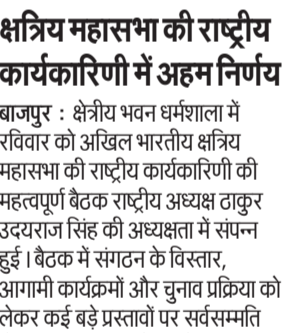 क्षत्रिय महासभा की राष्ट्रीय
कार्यकारिणी में अहम निर्णय
बाजपुर : क्षेत्रीय भवन धर्मशाला में
रविवार को अखिल भारतीय क्षत्रिय
महासभा की राष्ट्रीय कार्यकारिणी की
महत्वपूर्ण बैठक राष्ट्रीय अध्यक्ष ठाकुर
उदयराज सिंह की अध्यक्षता में संपन्न
हुई । बैठक में संगठन के विस्तार,
आगामी कार्यक्रमों और चुनाव प्रक्रिया को
लेकर कई बड़े प्रस्तावों पर सर्वसम्मति